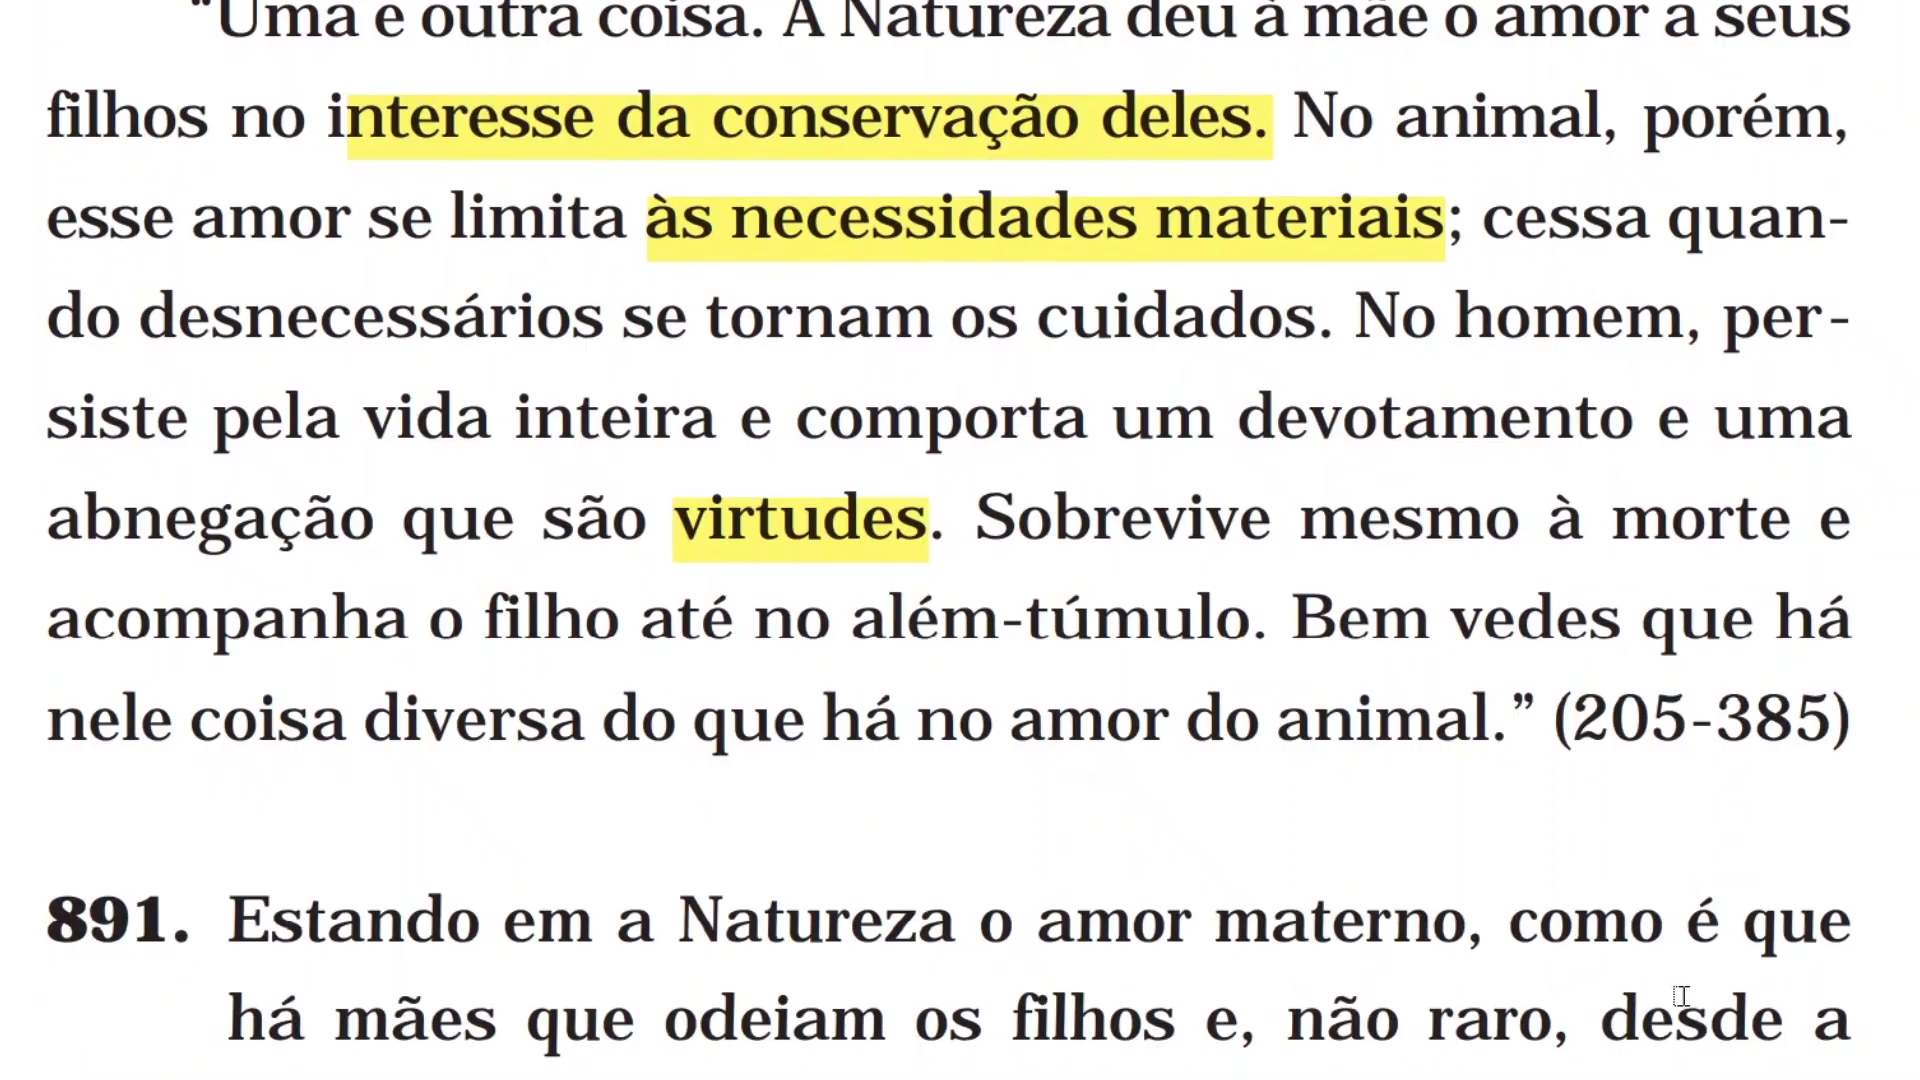 “Uma e outra coisa. A Natureza deu à mãe o amor a seus
filhos no interesse da conservação deles. No animal, porém,
esse amor se limita às necessidades materiais; cessa quan-
do desnecessários se tornam os cuidados. No homem, per-
siste pela vida inteira e comporta um devotamento e uma
abnegação que são virtudes. Sobrevive mesmo à morte e
acompanha o filho até no além-túmulo. Bem vedes que há
nele coisa diversa do que há no amor do animal.” (205-385)
891. Estando em a Natureza o amor materno, como é que
há mães que odeiam os filhos e, não raro, desde a